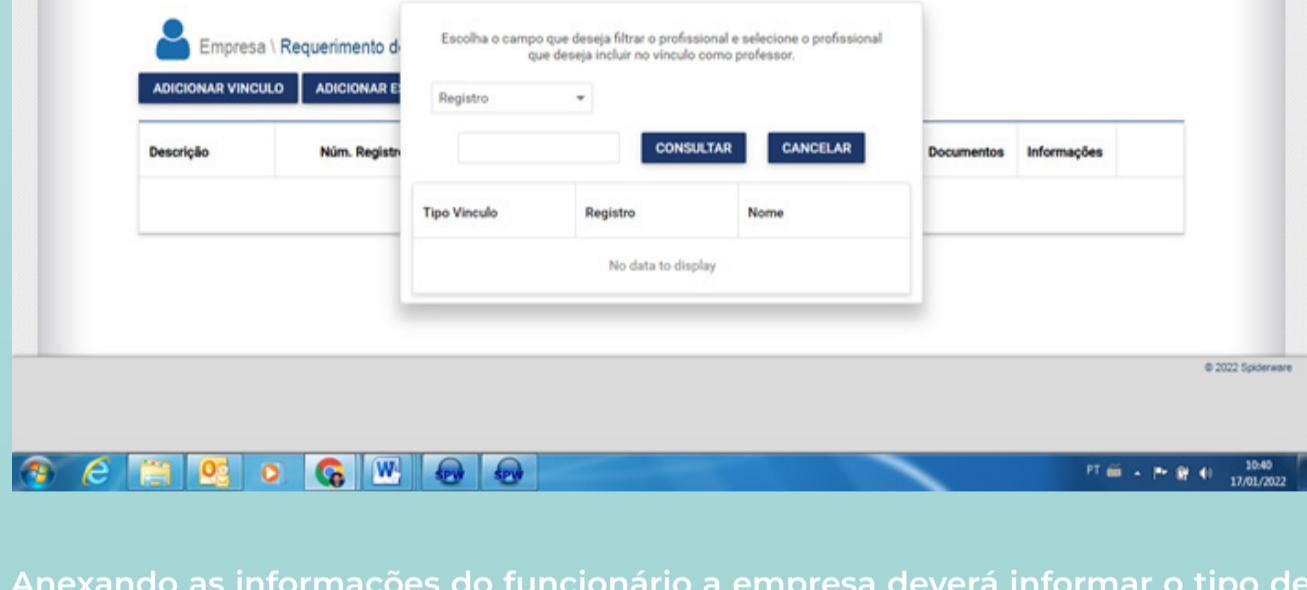 Escolha o campo que deseja filtrar o profissional e selecione o profissional
que deseja incluir no vínculo como professor.
Empresa \ Requerimento d
ADICIONAR VINCULO
ADICIONAR E
Registro
CONSULTAR
CANCELAR
Descrição
Núm. Registr
Documentos
Informações
Tipo Vinculo
Registro
Nome
No data to display
© 2022 Spiderware
SPW
SPW
PT
10:40
17/01/2022
Anexando as informações do funcionário a empresa deverá informar o tipo de